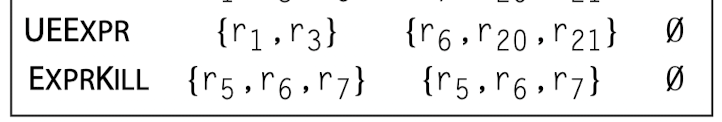 UEEXPR {r1,r3} {r6,r20,r21} ∅
EXPRKILL {r5,r6,r7} {r5,r6,r7} ∅